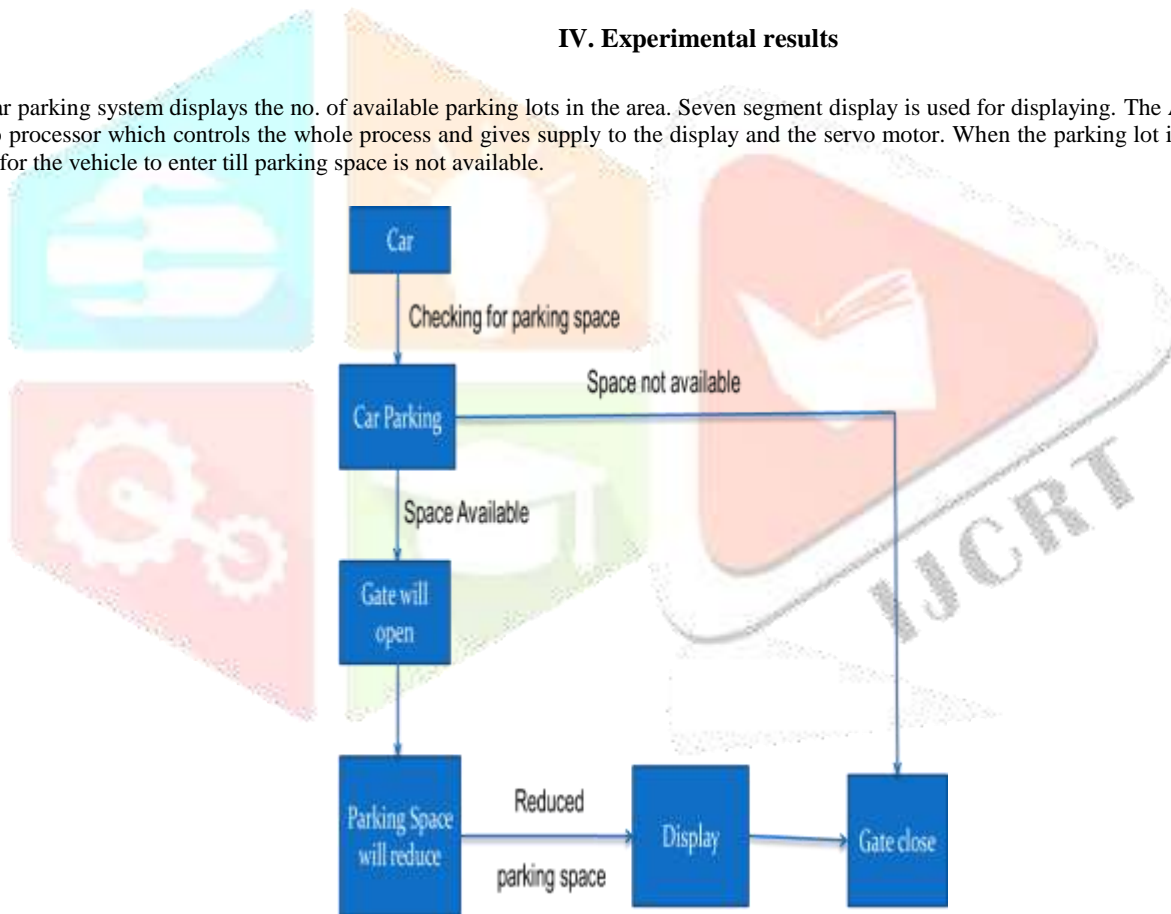 IV. Experimental results
ar parking system displays the no. of available parking lots in the area. Seven segment display is used for displaying. The
processor which controls the whole process and gives supply to the display and the servo motor. When the parking lot
for the vehicle to enter till parking space is not available.
Car
Checking for parking space
Space not available
Car Parking
Space Available
IJCRT
Gate will
open
Parking Space
will reduce
Reduced
parking space
Display
Gate close